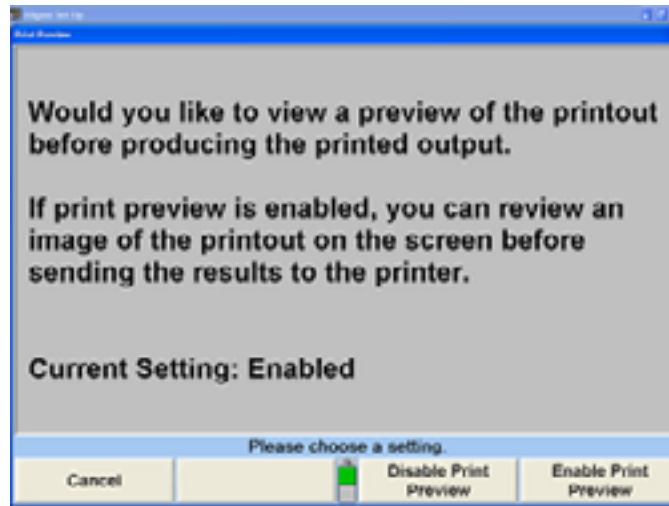 Print Preview
Would you like to view a preview of the printout
before producing the printed output.
If print preview is enabled, you can review an
image of the printout on the screen before
sending the results to the printer.
Current Setting: Enabled
Please choose a setting.
Cancel
Disable Print
Preview
Enable Print
Preview